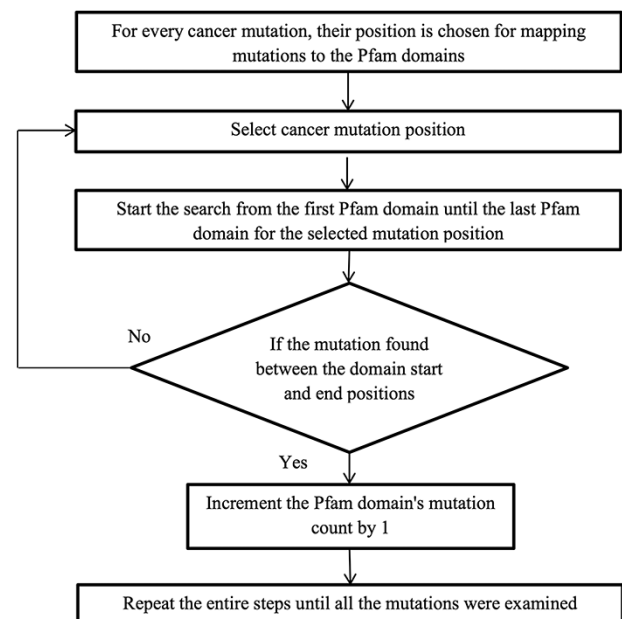 For every cancer mutation, their position is chosen for mapping
mutations to the Pfam domains
Select cancer mutation position
Start the search from the first Pfam domain until the last Pfam
domain for the selected mutation position
No
If the mutation found
between the domain start
and end positions
Yes
Increment the Pfam domain's mutation
count by 1
Repeat the entire steps until all the mutations were examined